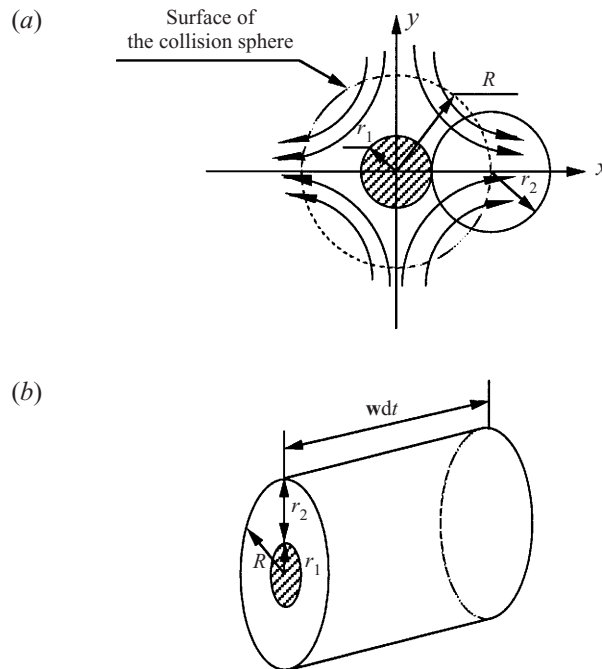 (a)
Surface of
the collision sphere
y
R
r1
x
r2
(b)
wdt
r2
R
r1